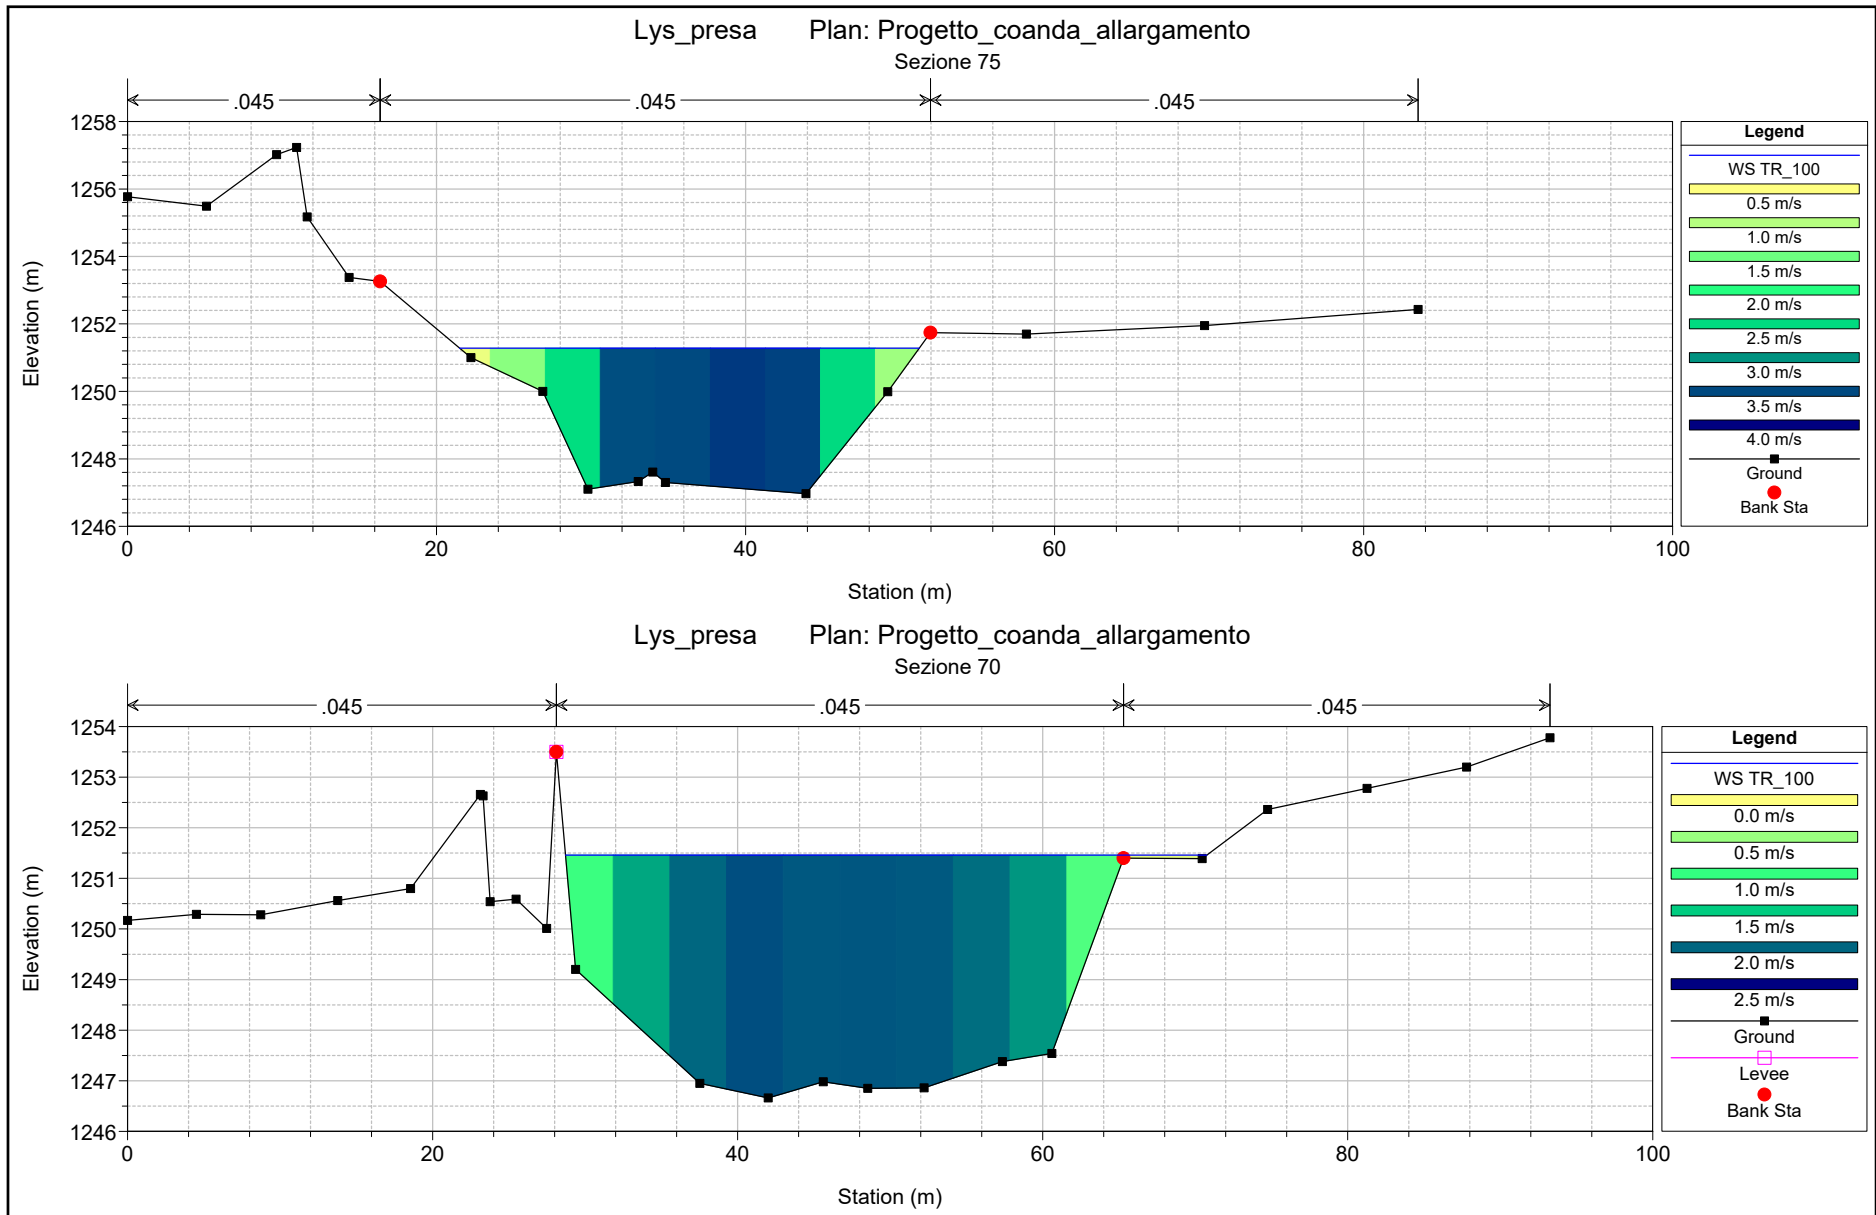 Lys_presa Plan: Progetto_coanda_allargamento
Sezione 75
.045 .045 .045
1258
1256
1254
1252
1250
1248
1246
Elevation (m)
0 20 40 60 80 100
Station (m)
Legend
WS TR_100
0.5 m/s
1.0 m/s
1.5 m/s
2.0 m/s
2.5 m/s
3.0 m/s
3.5 m/s
4.0 m/s
Ground
Bank Sta
Lys_presa Plan: Progetto_coanda_allargamento
Sezione 70
.045 .045 .045
1254
1253
1252
1251
1250
1249
1248
1247
1246
Elevation (m)
0 20 40 60 80 100
Station (m)
Legend
WS TR_100
0.0 m/s
0.5 m/s
1.0 m/s
1.5 m/s
2.0 m/s
2.5 m/s
Ground
Levee
Bank Sta